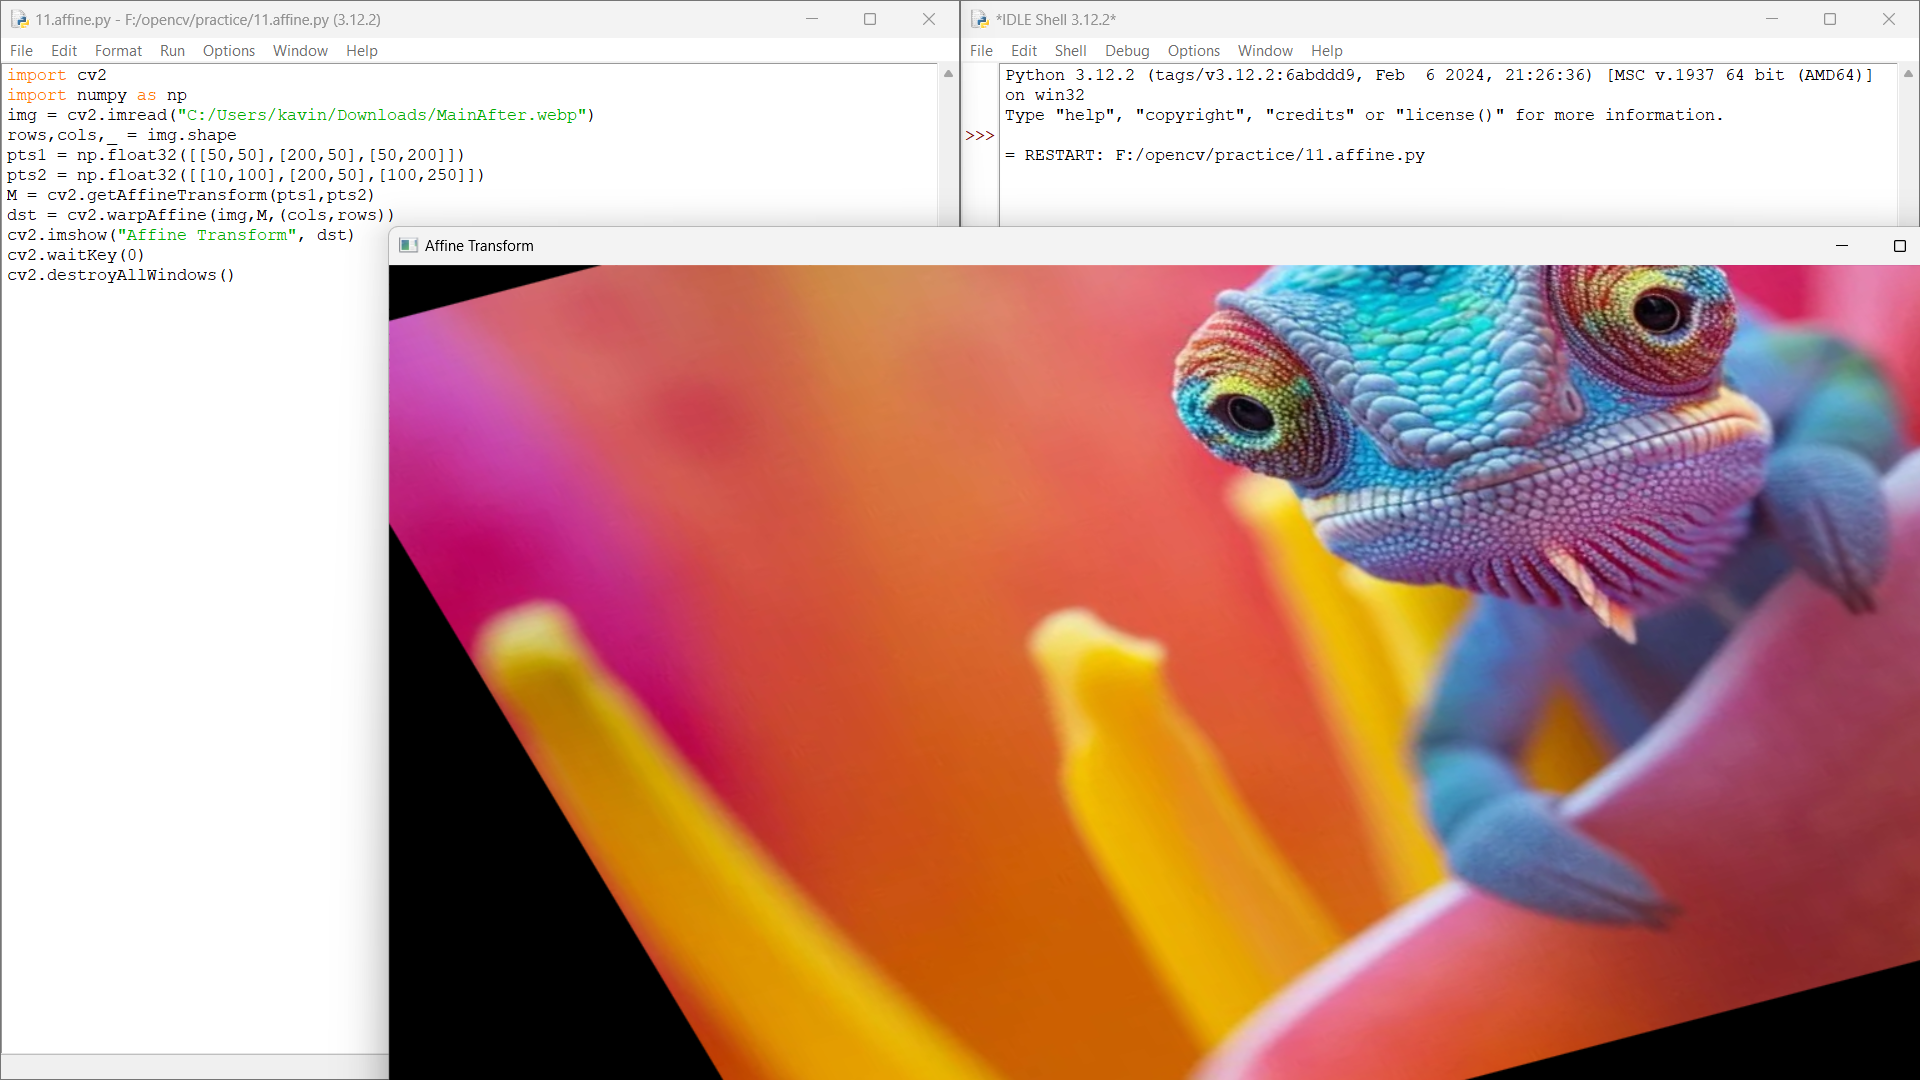 11.affine.py - F:/opencv/practice/11.affine.py (3.12.2)
File Edit Format Run Options Window Help
import cv2
import numpy as np
img = cv2.imread("C:/Users/kavin/Downloads/MainAfter.webp")
rows,cols,_ = img.shape
pts1 = np.float32([[50,50],[200,50],[50,200]])
pts2 = np.float32([[10,100],[200,50],[100,250]])
M = cv2.getAffineTransform(pts1,pts2)
dst = cv2.warpAffine(img,M,(cols,rows))
cv2.imshow("Affine Transform", dst)
cv2.waitKey(0)
cv2.destroyAllWindows()
*IDLE Shell 3.12.2*
File Edit Shell Debug Options Window Help
Python 3.12.2 (tags/v3.12.2:6abddd9, Feb  6 2024, 21:26:36) [MSC v.1937 64 bit (AMD64)]
on win32
Type "help", "copyright", "credits" or "license()" for more information.
>>>
= RESTART: F:/opencv/practice/11.affine.py
Affine Transform